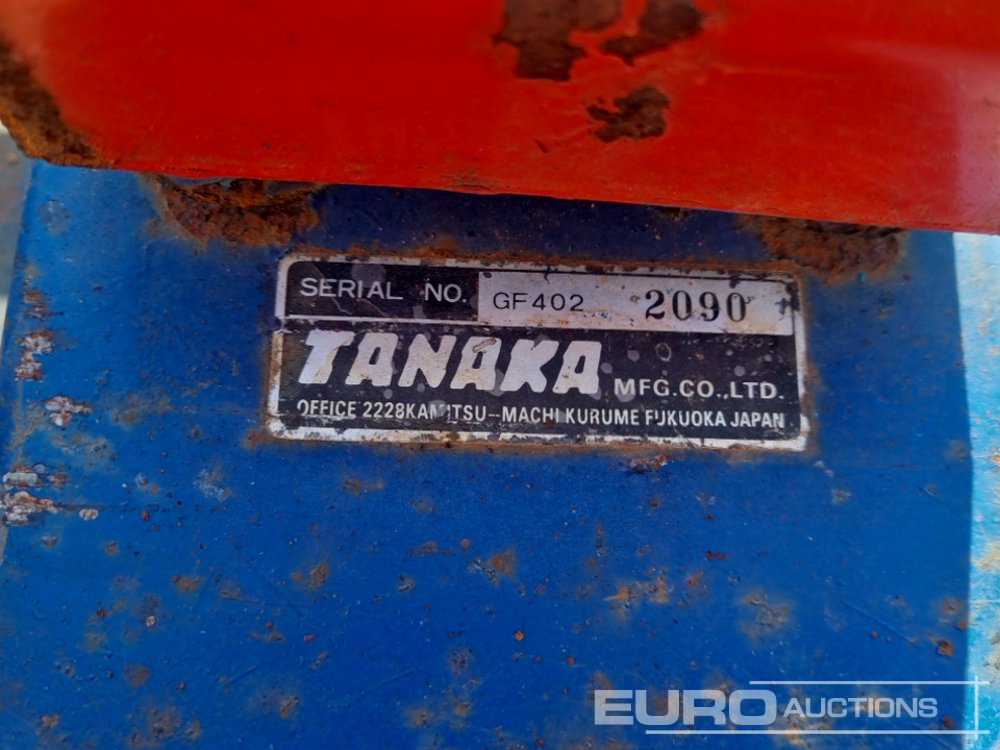 SERIAL NO. GF402 2090
TANAKA MFG.CO.,LTD.
OFFICE 2228KAMITSU-MACHI KURUME FUKUOKA JAPAN
EURO AUCTIONS